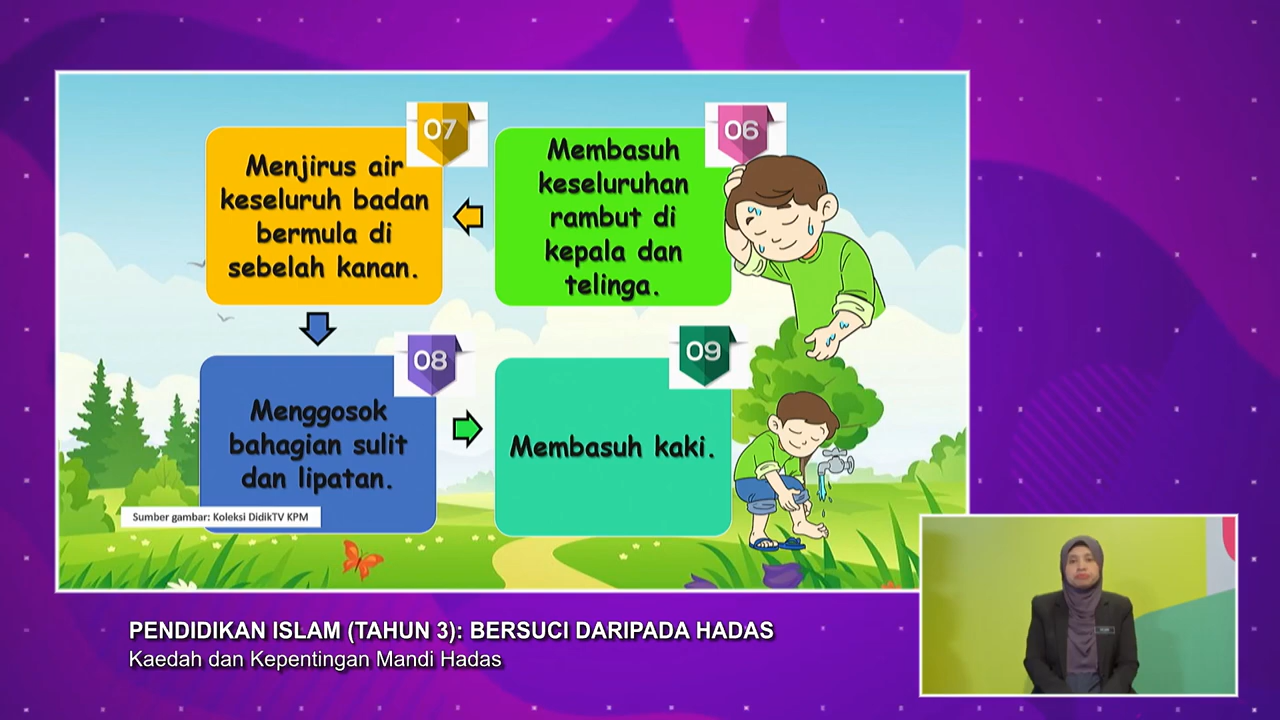 06
Membasuh
keseluruhan
rambut di
kepala dan
telinga.
07
Menjirus air
keseluruh badan
bermula di
sebelah kanan.
08
Menggosok
bahagian sulit
dan lipatan.
09
Membasuh kaki.
Sumber gambar: Koleksi DidikTV KPM
PENDIDIKAN ISLAM (TAHUN 3): BERSUCI DARIPADA HADAS
Kaedah dan Kepentingan Mandi Hadas